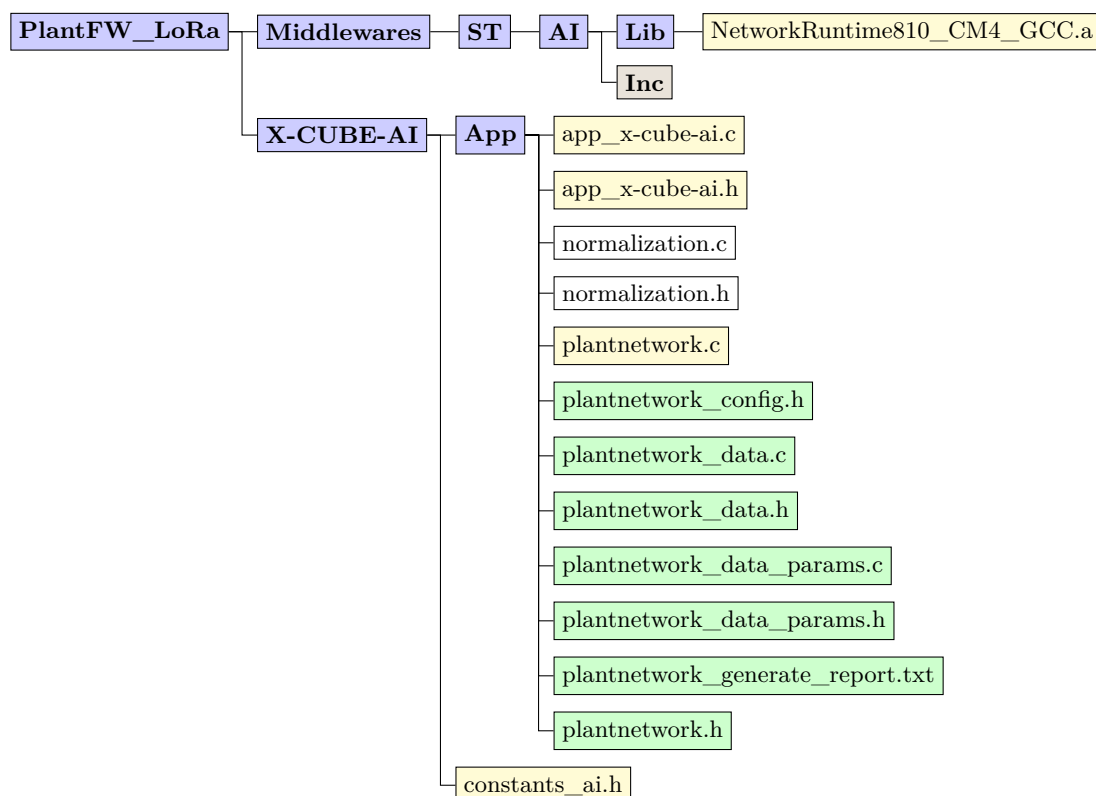 PlantFW_LoRa
Middlewares
ST
AI
Lib
NetworkRuntime810_CM4_GCC.a
Inc
X-CUBE-AI
App
app_x-cube-ai.c
app_x-cube-ai.h
normalization.c
normalization.h
plantnetwork.c
plantnetwork_config.h
plantnetwork_data.c
plantnetwork_data.h
plantnetwork_data_params.c
plantnetwork_data_params.h
plantnetwork_generate_report.txt
plantnetwork.h
constants_ai.h